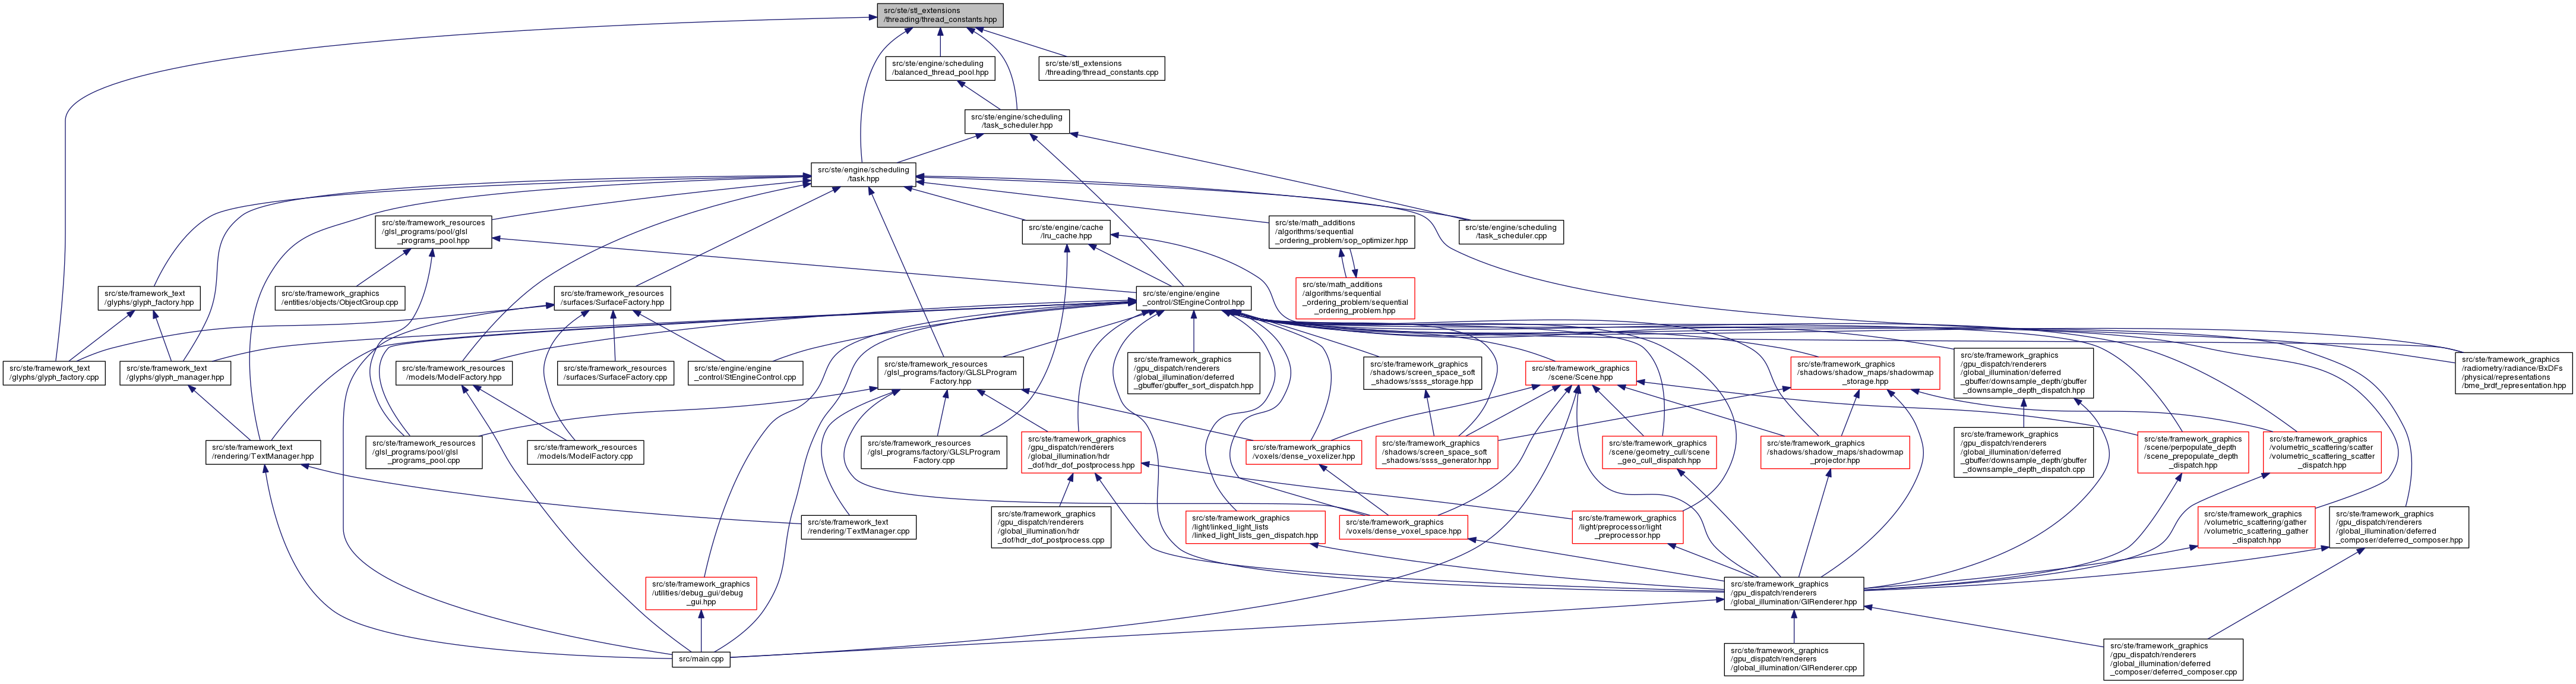 src/ste/stl_extensions
/threading/thread_constants.hpp
src/ste/engine/scheduling
/balanced_thread_pool.hpp
src/ste/stl_extensions
/threading/thread_constants.cpp
src/ste/engine/scheduling
/task_scheduler.hpp
src/ste/engine/scheduling
/task.hpp
src/ste/framework_resources
/glsl_programs/pool/glsl
_programs_pool.hpp
src/ste/engine/cache
/lru_cache.hpp
src/ste/math_additions
/algorithms/sequential
_ordering_problem/sop_optimizer.hpp
src/ste/engine/scheduling
/task_scheduler.cpp
src/ste/framework_text
/glyphs/glyph_factory.hpp
src/ste/framework_graphics
/entities/objects/ObjectGroup.cpp
src/ste/framework_resources
/surfaces/SurfaceFactory.hpp
src/ste/engine/engine
_control/StEngineControl.hpp
src/ste/math_additions
/algorithms/sequential
_ordering_problem/sequential
_ordering_problem.hpp
src/ste/framework_text
/glyphs/glyph_factory.cpp
src/ste/framework_text
/glyphs/glyph_manager.hpp
src/ste/framework_resources
/models/ModelFactory.hpp
src/ste/framework_resources
/surfaces/SurfaceFactory.cpp
src/ste/engine/engine
_control/StEngineControl.cpp
src/ste/framework_resources
/glsl_programs/factory/GLSLProgram
Factory.hpp
src/ste/framework_graphics
/gpu_dispatch/renderers
/global_illumination/deferred
_gbuffer/gbuffer_sort_dispatch.hpp
src/ste/framework_graphics
/shadows/screen_space_soft
_shadows/ssss_storage.hpp
src/ste/framework_graphics
/scene/Scene.hpp
src/ste/framework_graphics
/shadows/shadow_maps/shadowmap
_storage.hpp
src/ste/framework_graphics
/gpu_dispatch/renderers
/global_illumination/deferred
_gbuffer/downsample_depth/gbuffer
_downsample_depth_dispatch.hpp
src/ste/framework_graphics
/radiometry/radiance/BxDFs
/physical/representations
/bme_brdf_representation.hpp
src/ste/framework_text
/rendering/TextManager.hpp
src/ste/framework_resources
/glsl_programs/pool/glsl
_programs_pool.cpp
src/ste/framework_resources
/models/ModelFactory.cpp
src/ste/framework_resources
/glsl_programs/factory/GLSLProgram
Factory.cpp
src/ste/framework_graphics
/gpu_dispatch/renderers
/global_illumination/hdr
_dof/hdr_dof_postprocess.hpp
src/ste/framework_graphics
/voxels/dense_voxelizer.hpp
src/ste/framework_graphics
/shadows/screen_space_soft
_shadows/ssss_generator.hpp
src/ste/framework_graphics
/scene/geometry_cull/scene
_geo_cull_dispatch.hpp
src/ste/framework_graphics
/shadows/shadow_maps/shadowmap
_projector.hpp
src/ste/framework_graphics
/gpu_dispatch/renderers
/global_illumination/deferred
_gbuffer/downsample_depth/gbuffer
_downsample_depth_dispatch.cpp
src/ste/framework_graphics
/scene/perpopulate_depth
/scene_prepopulate_depth
_dispatch.hpp
src/ste/framework_graphics
/volumetric_scattering/scatter
/volumetric_scattering_scatter
_dispatch.hpp
src/ste/framework_text
/rendering/TextManager.cpp
src/ste/framework_graphics
/gpu_dispatch/renderers
/global_illumination/hdr
_dof/hdr_dof_postprocess.cpp
src/ste/framework_graphics
/light/linked_light_lists
/linked_light_lists_gen_dispatch.hpp
src/ste/framework_graphics
/voxels/dense_voxel_space.hpp
src/ste/framework_graphics
/light/preprocessor/light
_preprocessor.hpp
src/ste/framework_graphics
/volumetric_scattering/gather
/volumetric_scattering_gather
_dispatch.hpp
src/ste/framework_graphics
/gpu_dispatch/renderers
/global_illumination/deferred
_composer/deferred_composer.hpp
src/ste/framework_graphics
/utilities/debug_gui/debug
_gui.hpp
src/ste/framework_graphics
/gpu_dispatch/renderers
/global_illumination/GIRenderer.hpp
src/main.cpp
src/ste/framework_graphics
/gpu_dispatch/renderers
/global_illumination/GIRenderer.cpp
src/ste/framework_graphics
/gpu_dispatch/renderers
/global_illumination/deferred
_composer/deferred_composer.cpp